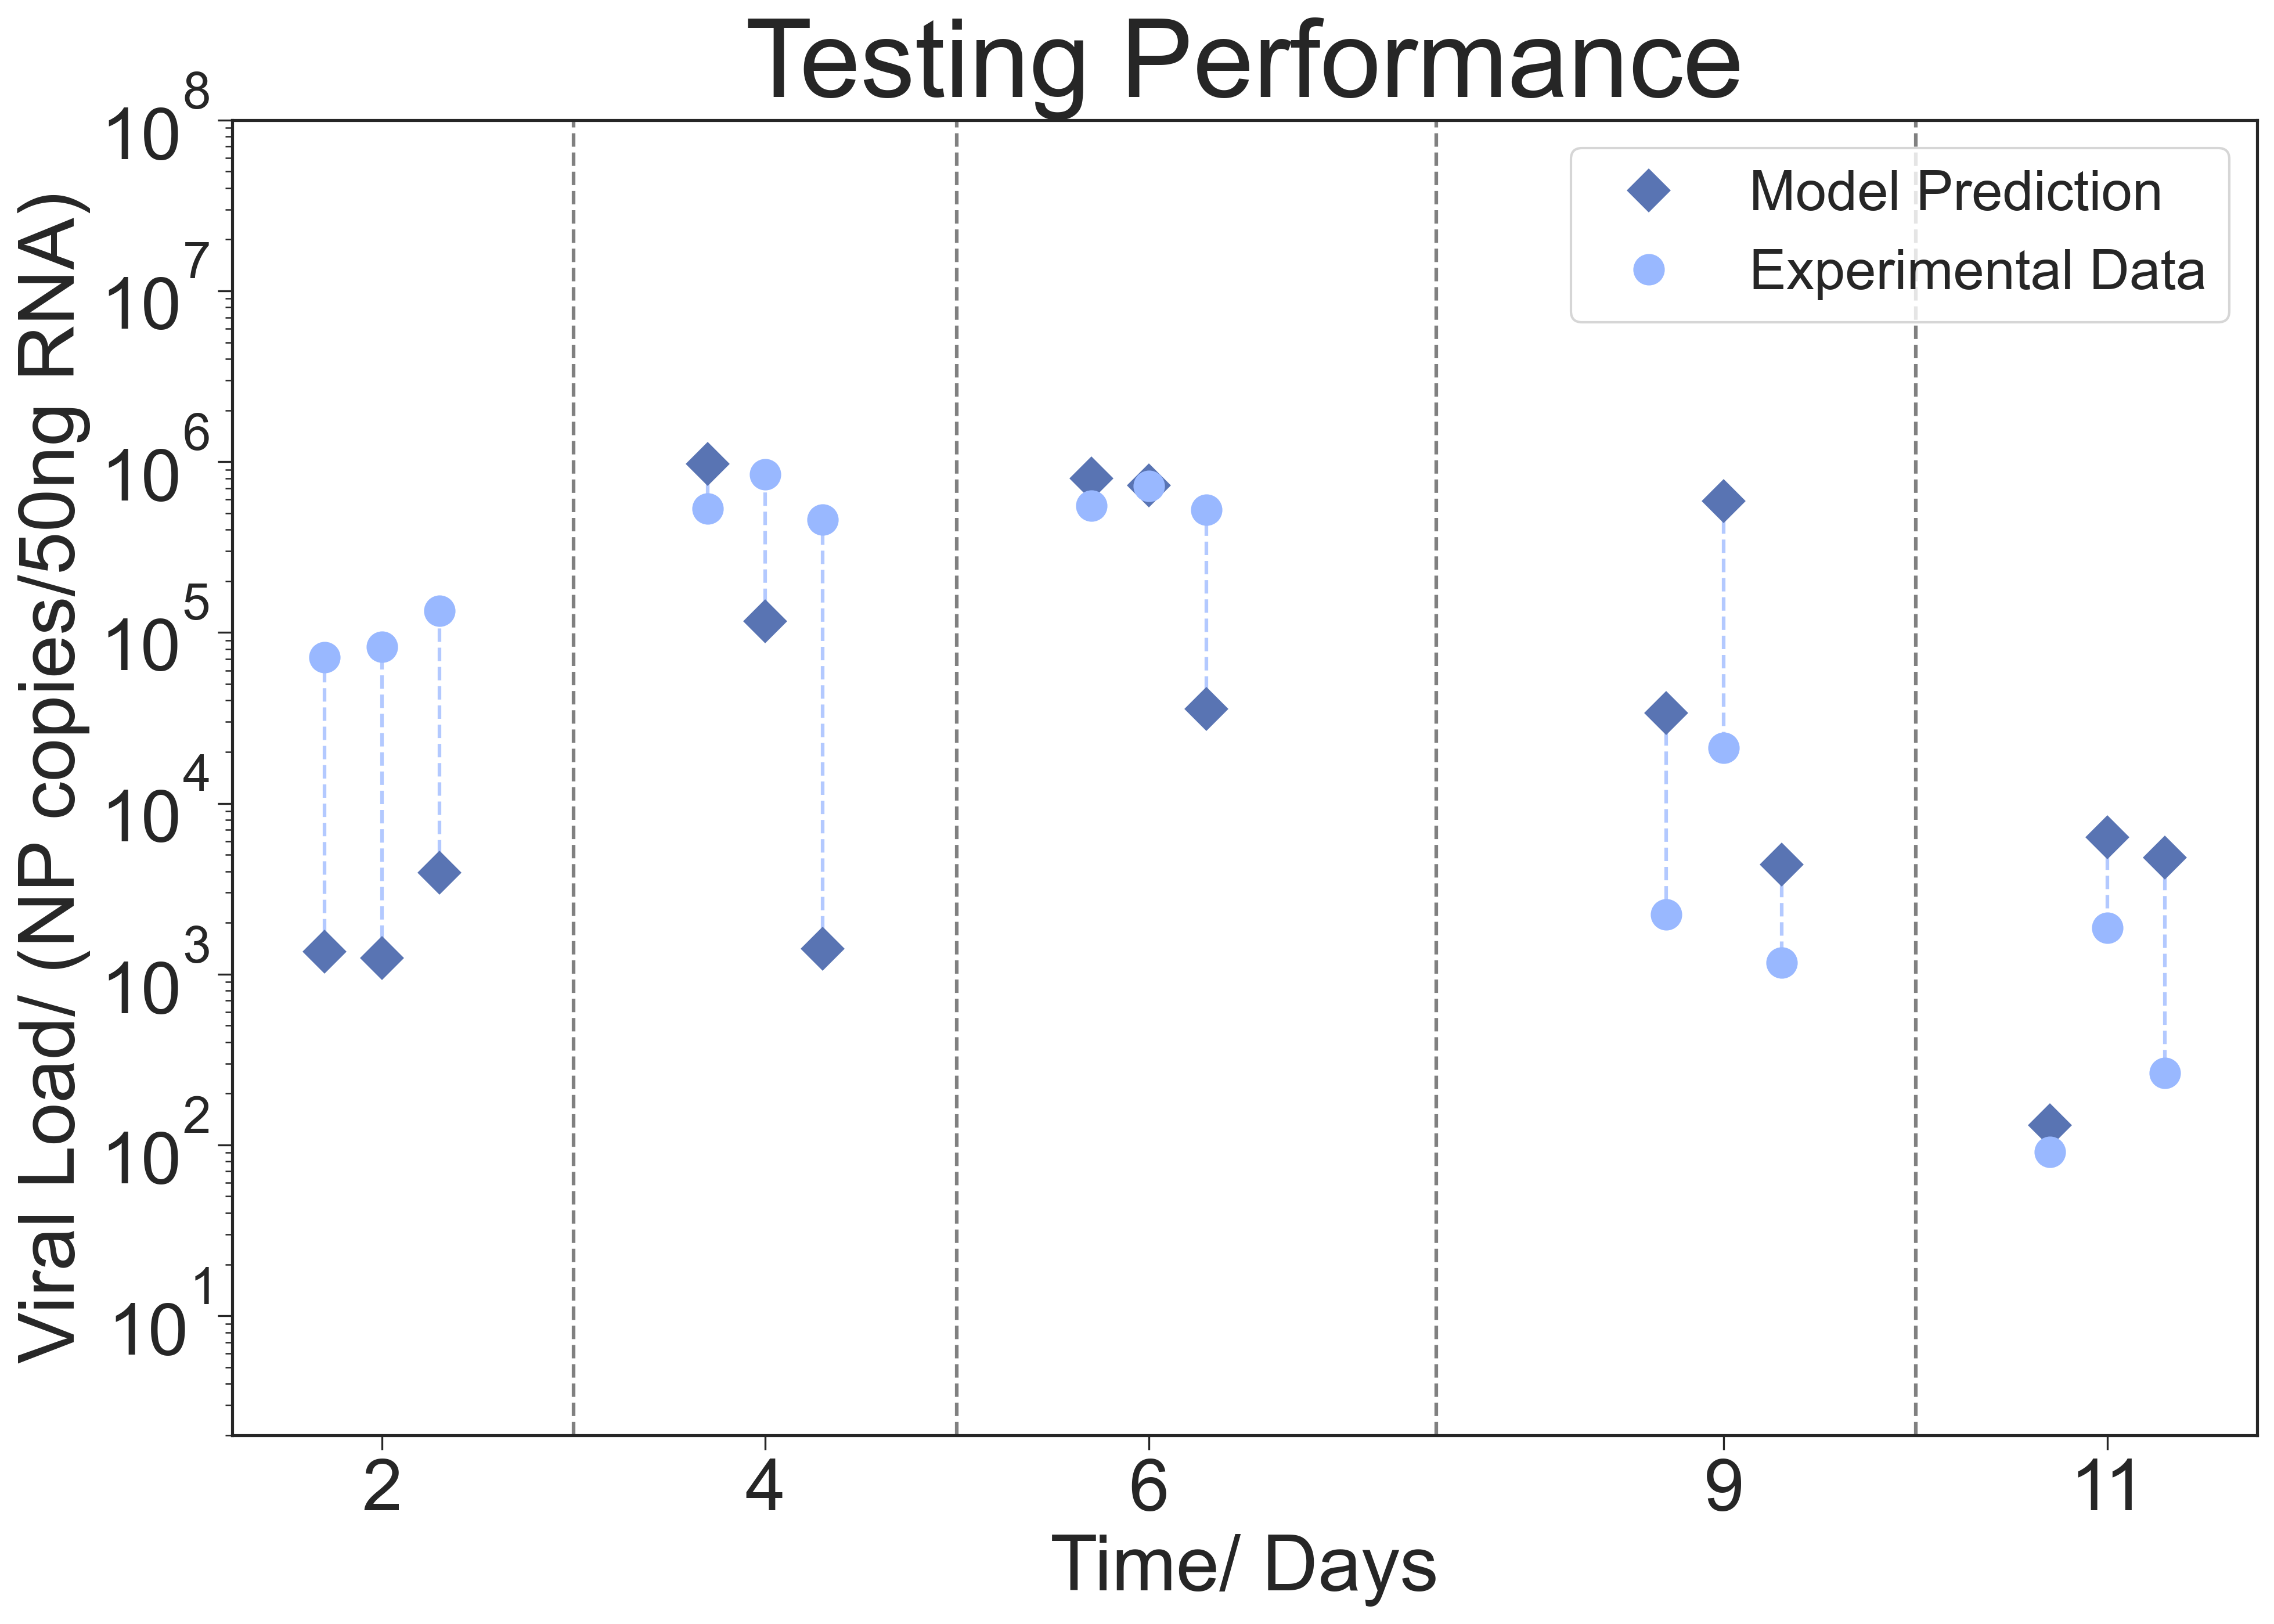 Testing Performance
Viral Load/ (NP copies/50ng RNA)
10^8
10^7
10^6
10^5
10^4
10^3
10^2
10^1
Model Prediction
Experimental Data
2 4 6 9 11
Time/ Days